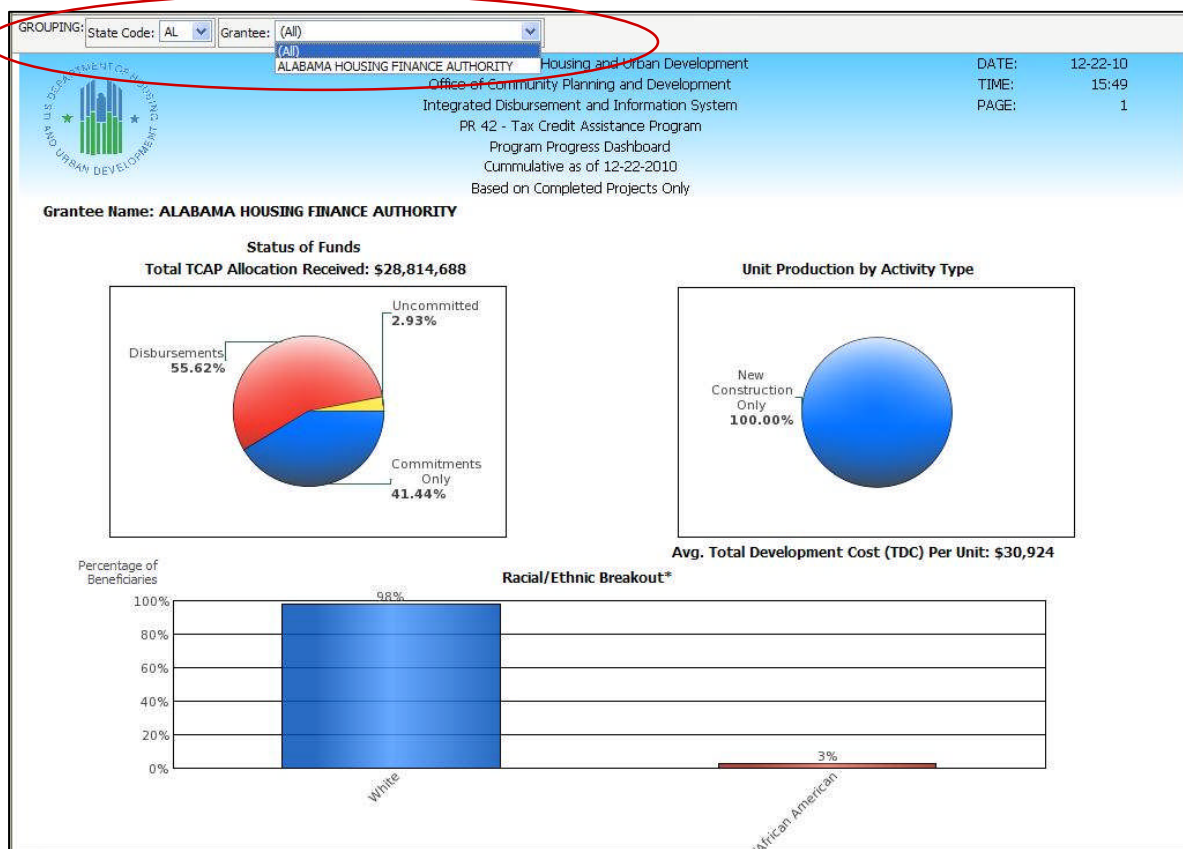 GROUPING: State Code: AL Grantee: (All)
(All)
ALABAMA HOUSING FINANCE AUTHORITY
Housing and Urban Development
Office of Community Planning and Development
Integrated Disbursement and Information System
PR 42 - Tax Credit Assistance Program
Program Progress Dashboard
Cummulative as of 12-22-2010
Based on Completed Projects Only
DATE: 12-22-10
TIME: 15:49
PAGE: 1
U.S. DEPARTMENT OF HOUSING
AND URBAN DEVELOPMENT
Grantee Name: ALABAMA HOUSING FINANCE AUTHORITY
Status of Funds
Total TCAP Allocation Received: $28,814,688
Uncommitted
2.93%
Disbursements
55.62%
Commitments
Only
41.44%
Unit Production by Activity Type
New
Construction
Only
100.00%
Avg. Total Development Cost (TDC) Per Unit: $30,924
Percentage of
Beneficiaries
Racial/Ethnic Breakout*
100%
80%
60%
40%
20%
0%
98%
3%
White
/African American